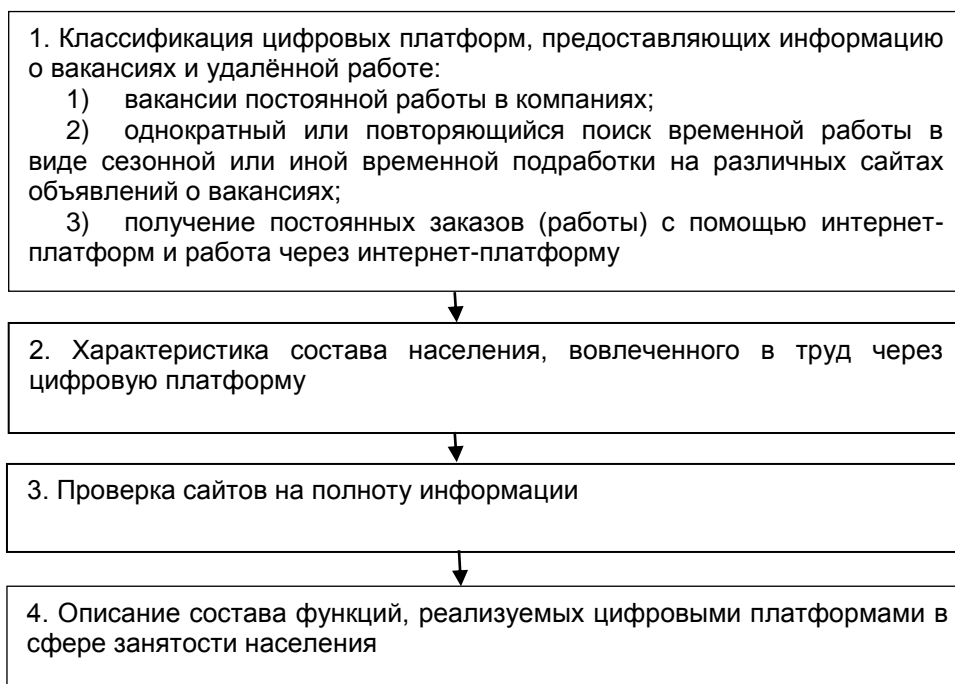 1. Классификация цифровых платформ, предоставляющих информацию
о вакансиях и удалённой работе:
1) вакансии постоянной работы в компаниях;
2) однократный или повторяющийся поиск временной работы в
виде сезонной или иной временной подработки на различных сайтах
объявлений о вакансиях;
3) получение постоянных заказов (работы) с помощью интернет-
платформ и работа через интернет-платформу
2. Характеристика состава населения, вовлеченного в труд через
цифровую платформу
3. Проверка сайтов на полноту информации
4. Описание состава функций, реализуемых цифровыми платформами в
сфере занятости населения